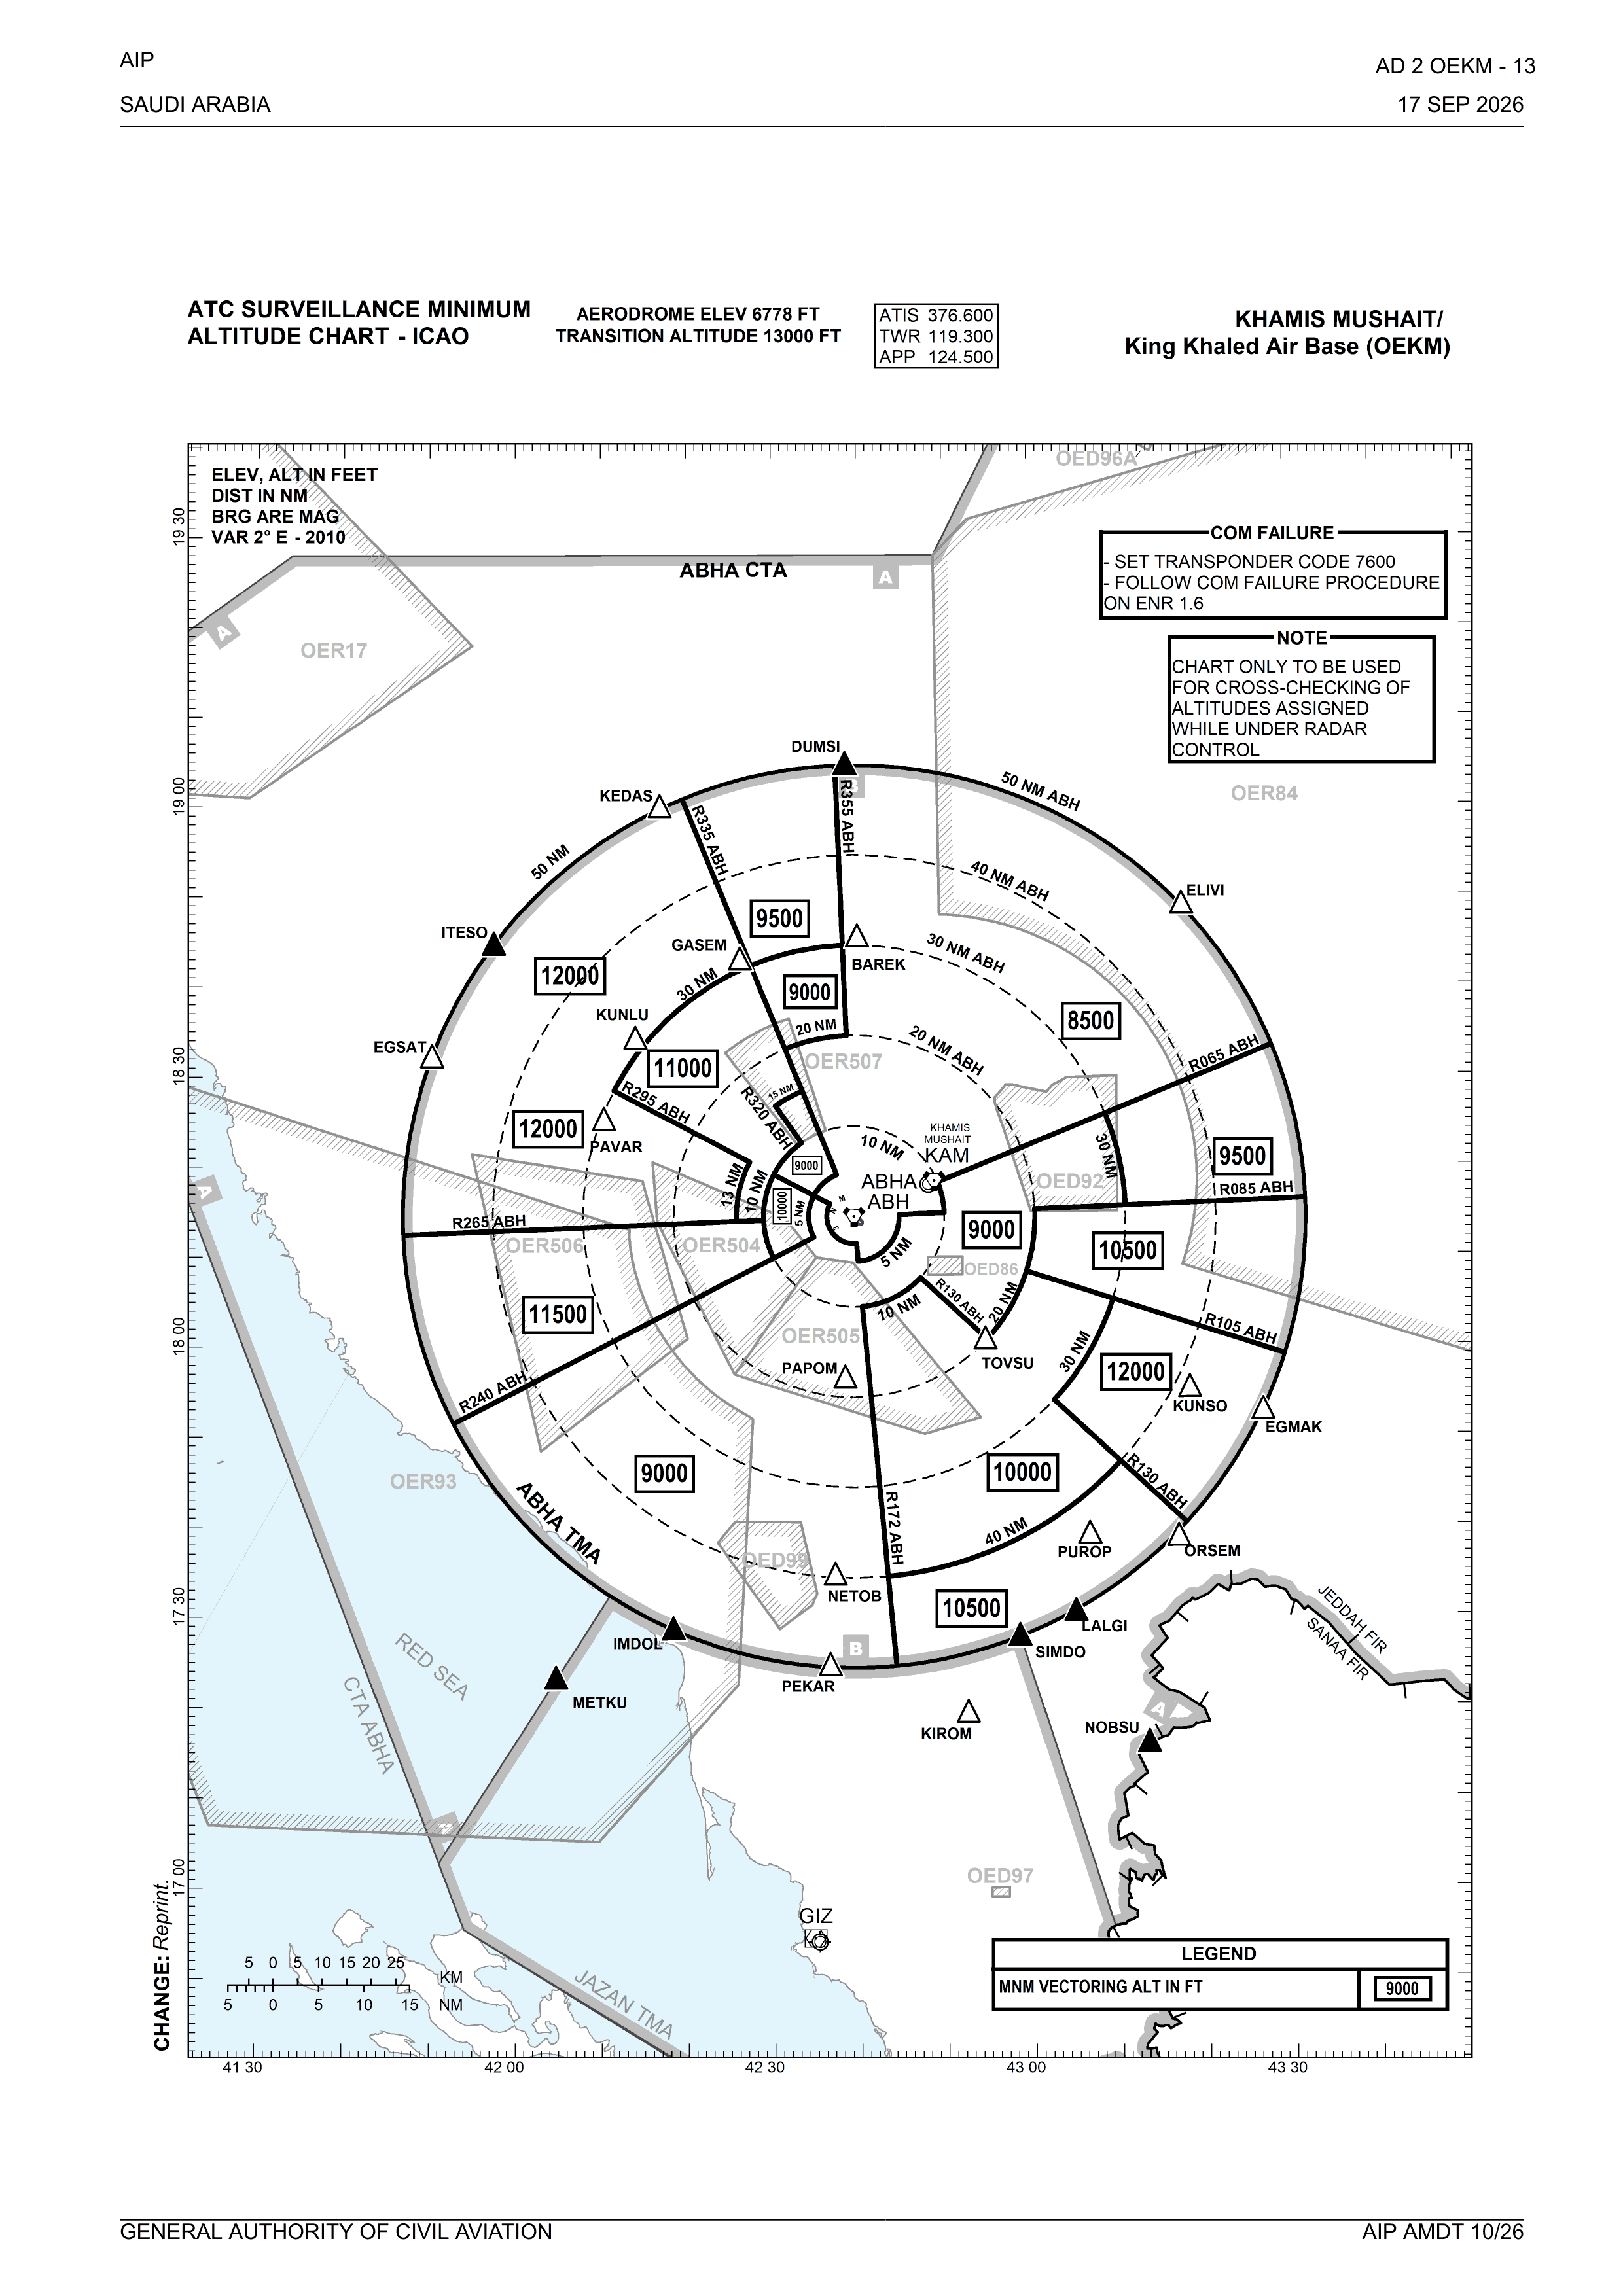 AIP
AD 2 OEKM - 13
SAUDI ARABIA
17 SEP 2026
ATC SURVEILLANCE MINIMUM
ALTITUDE CHART - ICAO
AERODROME ELEV 6778 FT
TRANSITION ALTITUDE 13000 FT
ATIS 376.600
TWR 119.300
APP 124.500
KHAMIS MUSHAIT/
King Khaled Air Base (OEKM)
ELEV, ALT IN FEET
DIST IN NM
BRG ARE MAG
VAR 2° E - 2010
OED96A
COM FAILURE
- SET TRANSPONDER CODE 7600
- FOLLOW COM FAILURE PROCEDURE
ON ENR 1.6
NOTE
CHART ONLY TO BE USED
FOR CROSS-CHECKING OF
ALTITUDES ASSIGNED
WHILE UNDER RADAR
CONTROL
ABHA CTA
A
A
OER17
OER84
19 30
19 00
18 30
18 00
17 30
17 00
DUMSI
B
50 NM ABH
KEDAS
R335 ABH
R355 ABH
50 NM
40 NM ABH
ELIVI
9500
ITESO
GASEM
30 NM ABH
BAREK
12000
30 NM
9000
KUNLU
20 NM
20 NM ABH
8500
EGSAT
11000
OER507
R065 ABH
R295 ABH
R320 ABH
15 NM
12000
PAVAR
10 NM
KHAMIS
MUSHAIT
KAM
30 NM
9500
9000
ABHA
ABH
OED92
R085 ABH
A
13 NM
10 NM
10000
5 NM
R265 ABH
OER506
OER504
9000
10500
5 NM
OED86
11500
R130 ABH
20 NM
10 NM
R105 ABH
OER505
PAPOM
TOVSU
30 NM
12000
KUNSO
EGMAK
R240 ABH
OER93
9000
10000
R130 ABH
ABHA TMA
R172 ABH
40 NM
PUROP
ORSEM
OED99
NETOB
10500
LALGI
SIMDO
IMDOL
B
PEKAR
JEDDAH FIR
SANAA FIR
RED SEA
METKU
CTA ABHA
KIROM
NOBSU
A
A
OED97
GIZ
JAZAN TMA
5 0 5 10 15 20 25 KM
5 0 5 10 15 NM
LEGEND
MNM VECTORING ALT IN FT
9000
CHANGE: Reprint.
41 30
42 00
42 30
43 00
43 30
GENERAL AUTHORITY OF CIVIL AVIATION
AIP AMDT 10/26